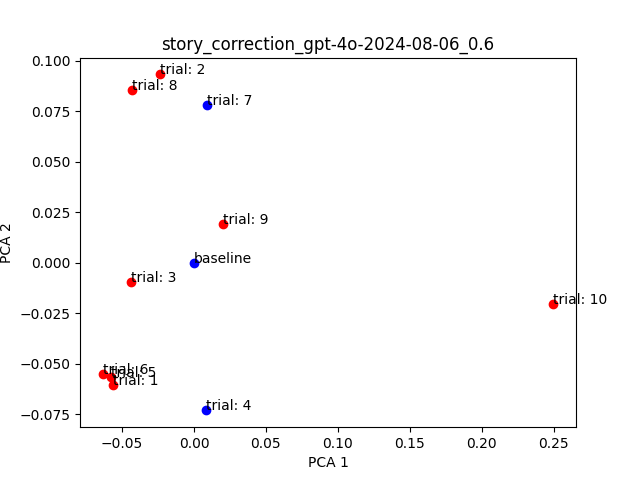 story_correction_gpt-4o-2024-08-06_0.6
0.100
0.075
0.050
0.025
0.000
−0.025
−0.050
−0.075
PCA 2
trial: 2
trial: 8
trial: 7
trial: 9
baseline
trial: 3
trial: 10
trial: 6
trial: 5
trial: 1
trial: 4
−0.05
0.00
0.05
0.10
0.15
0.20
0.25
PCA 1